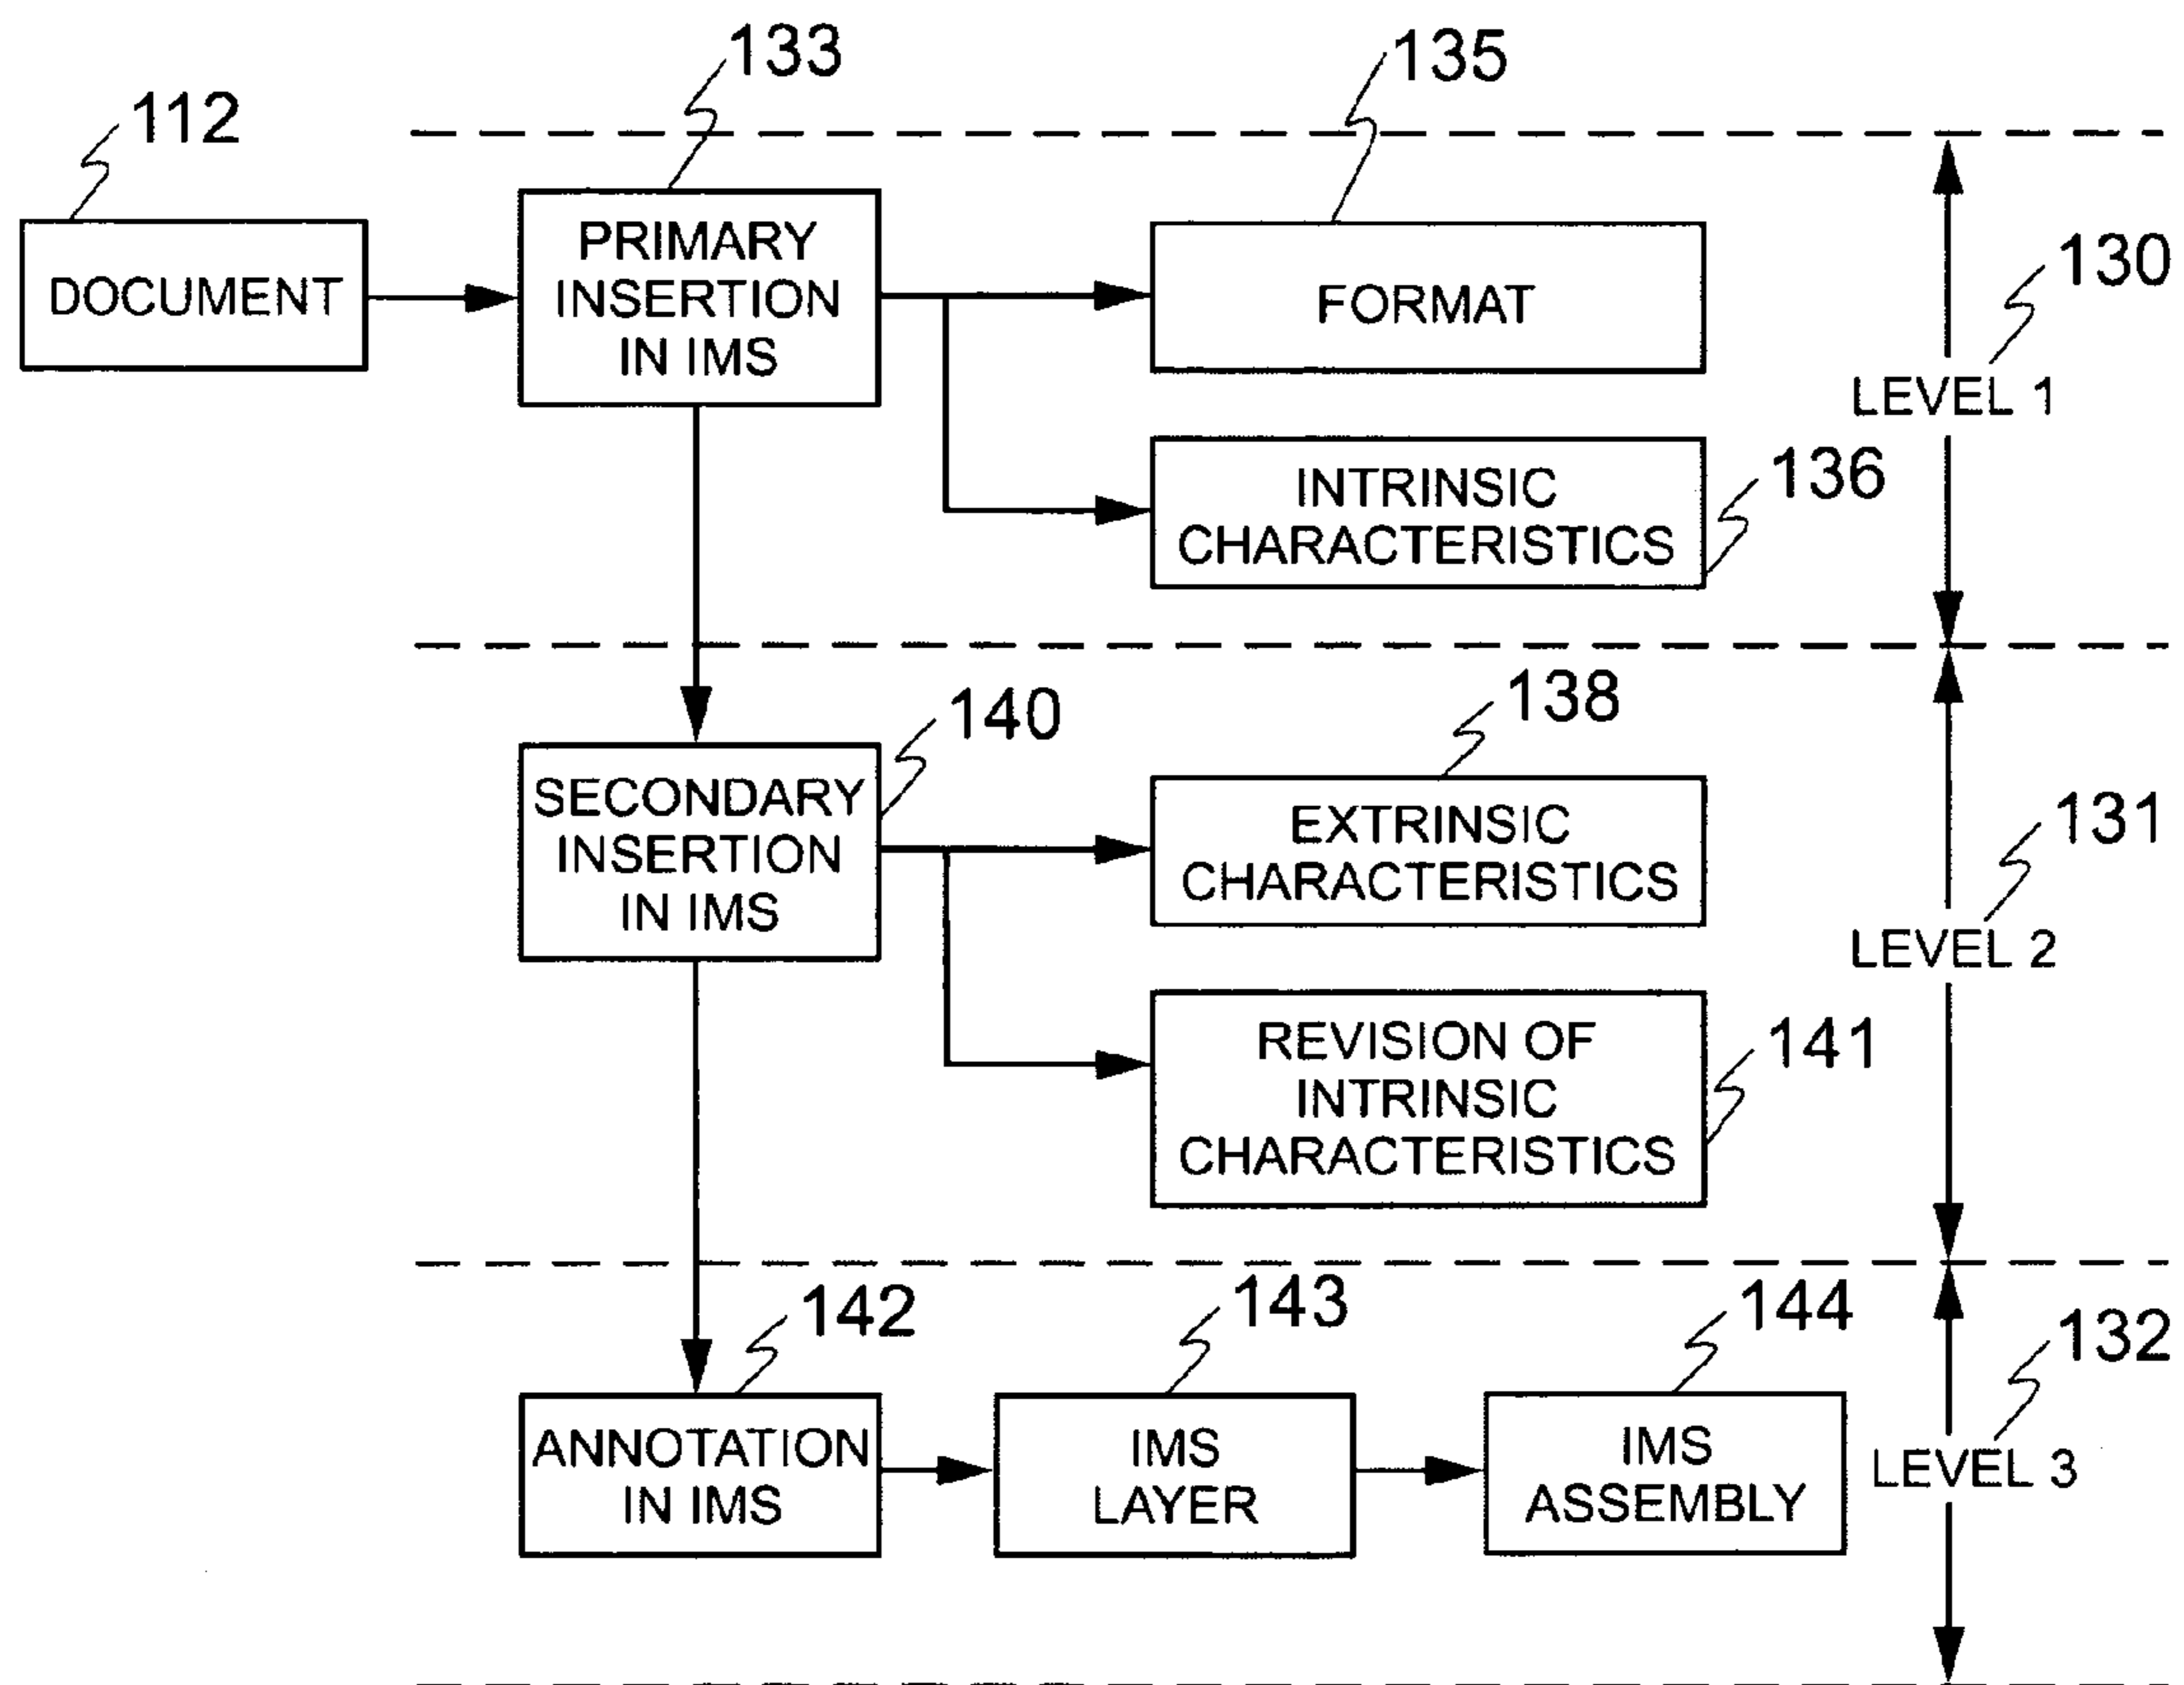 133
135
112
PRIMARY
INSERTION
IN IMS
DOCUMENT
FORMAT
130
LEVEL 1
136
INTRINSIC
CHARACTERISTICS
140
138
SECONDARY
INSERTION
IN IMS
EXTRINSIC
CHARACTERISTICS
131
LEVEL 2
REVISION OF
INTRINSIC
CHARACTERISTICS
141
142
143
144
132
ANNOTATION
IN IMS
IMS
LAYER
IMS
ASSEMBLY
LEVEL 3